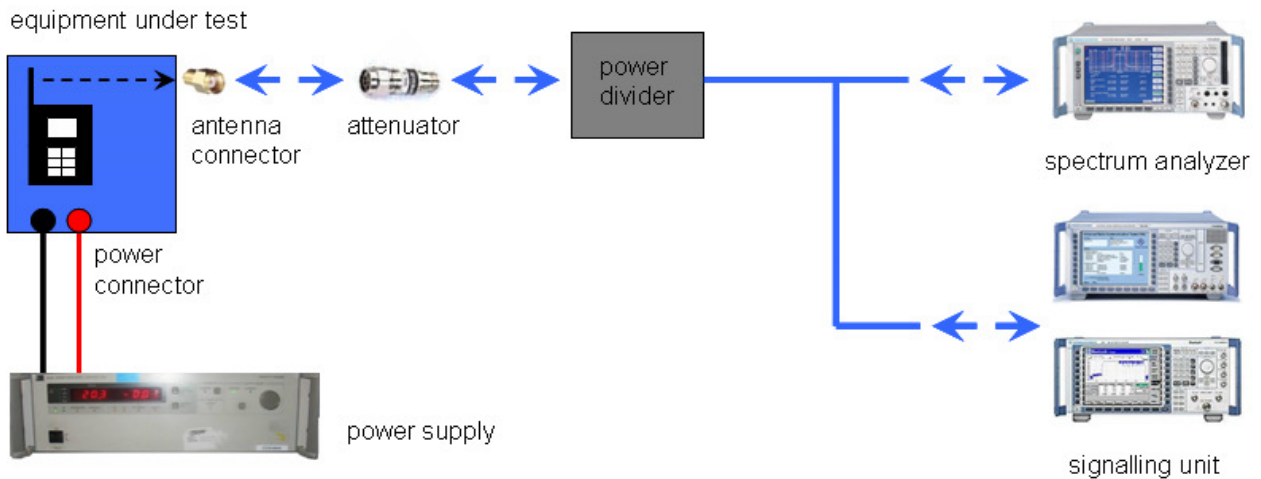 equipment under test
power
divider
antenna
connector
attenuator
spectrum analyzer
power
connector
power supply
signalling unit